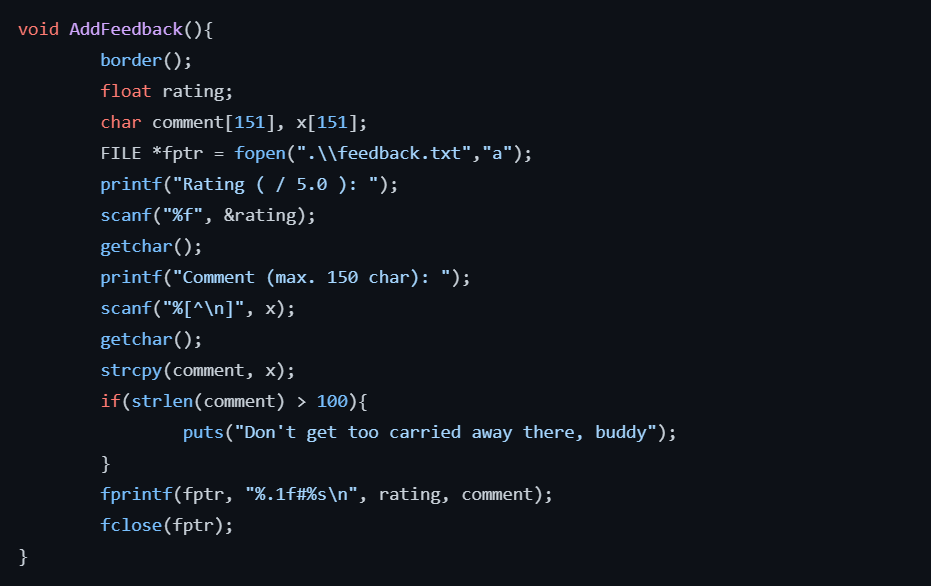 void AddFeedback(){
        border();
        float rating;
        char comment[151], x[151];
        FILE *fptr = fopen(".\\feedback.txt","a");
        printf("Rating ( / 5.0 ): ");
        scanf("%f", &rating);
        getchar();
        printf("Comment (max. 150 char): ");
        scanf("%[^\n]", x);
        getchar();
        strcpy(comment, x);
        if(strlen(comment) > 100){
                puts("Don't get too carried away there, buddy");
        }
        fprintf(fptr, "%.1f#%s\n", rating, comment);
        fclose(fptr);
}